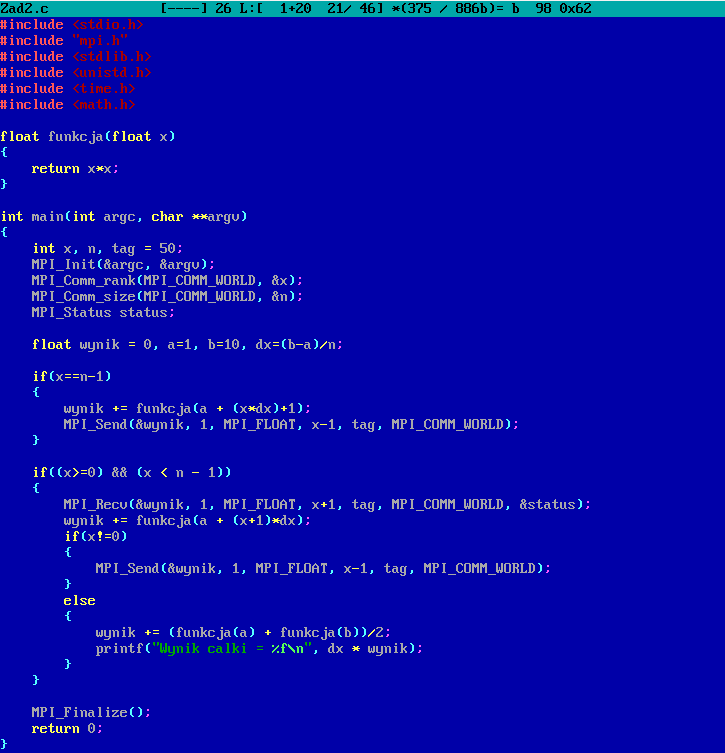 Zad2.c [----] 26 L:[ 1+20 21/ 46] *(375 / 886b)= b 98 0x62
#include <stdio.h>
#include "mpi.h"
#include <stdlib.h>
#include <unistd.h>
#include <time.h>
#include <math.h>
float funkcja(float x)
{
return x*x;
}
int main(int argc, char **argv)
{
int x, n, tag = 50;
MPI_Init(&argc, &argv);
MPI_Comm_rank(MPI_COMM_WORLD, &x);
MPI_Comm_size(MPI_COMM_WORLD, &n);
MPI_Status status;
float wynik = 0, a=1, b=10, dx=(b-a)/n;
if(x==n-1)
{
wynik += funkcja(a + (x*dx)+1);
MPI_Send(&wynik, 1, MPI_FLOAT, x-1, tag, MPI_COMM_WORLD);
}
if((x>=0) && (x < n - 1))
{
MPI_Recv(&wynik, 1, MPI_FLOAT, x+1, tag, MPI_COMM_WORLD, &status);
wynik += funkcja(a + (x+1)*dx);
if(x!=0)
{
MPI_Send(&wynik, 1, MPI_FLOAT, x-1, tag, MPI_COMM_WORLD);
}
else
{
wynik += (funkcja(a) + funkcja(b))/2;
printf("Wynik calki = %f\n", dx * wynik);
}
}
MPI_Finalize();
return 0;
}